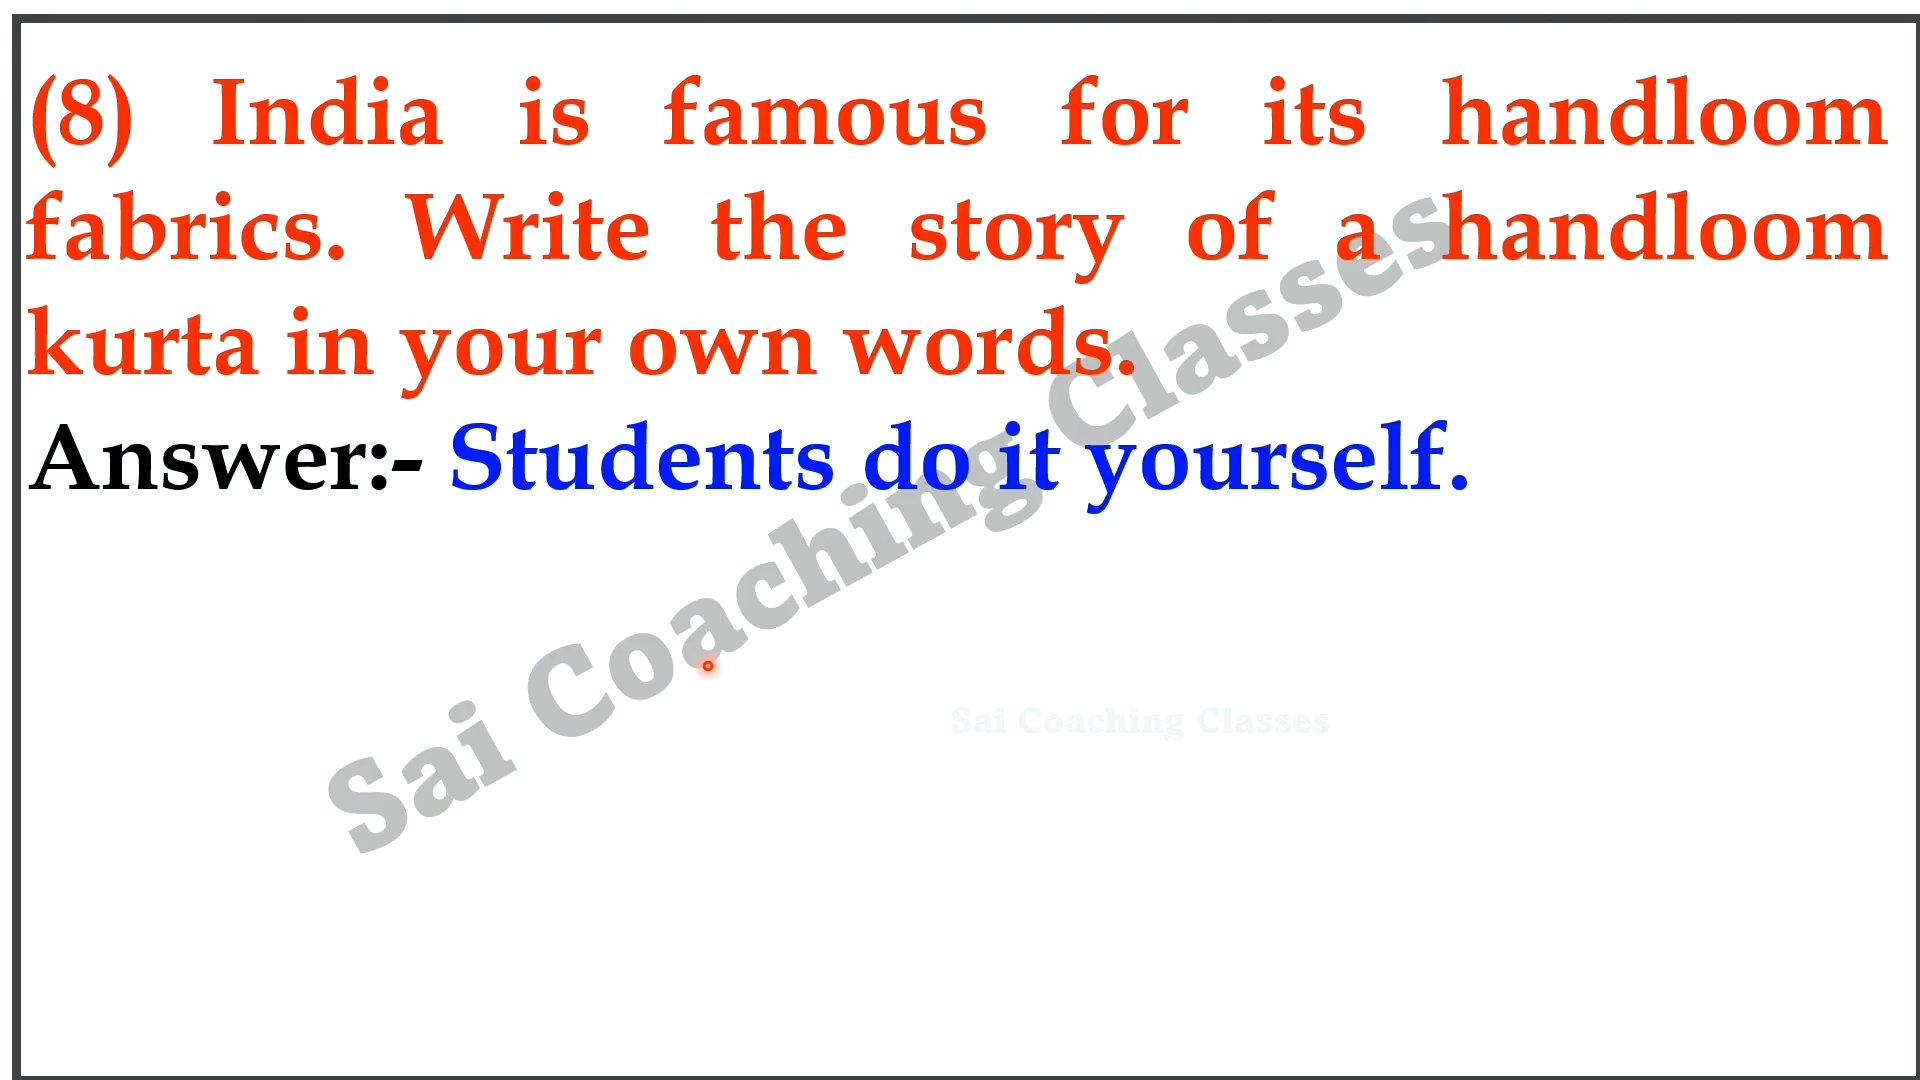 (8) India is famous for its handloom
fabrics. Write the story of a handloom
kurta in your own words.
Answer:- Students do it yourself.
Sai Coaching Classes
Sai Coaching Classes